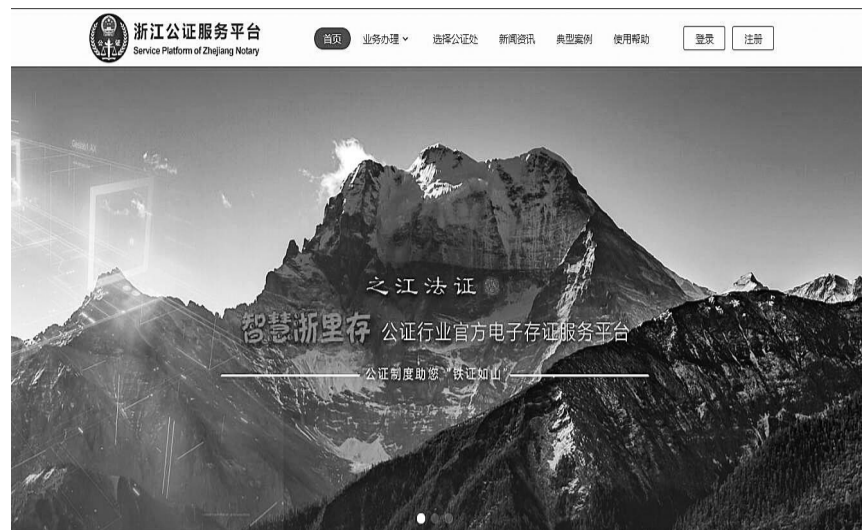 浙江公证服务平台
Service Platform of Zhejiang Notary
首页 业务办理 选择公证处 新闻资讯 典型案例 使用帮助 登录 注册
之江法证
智慧浙里存 公证行业官方电子存证服务平台
公证制度助您“铁证如山”